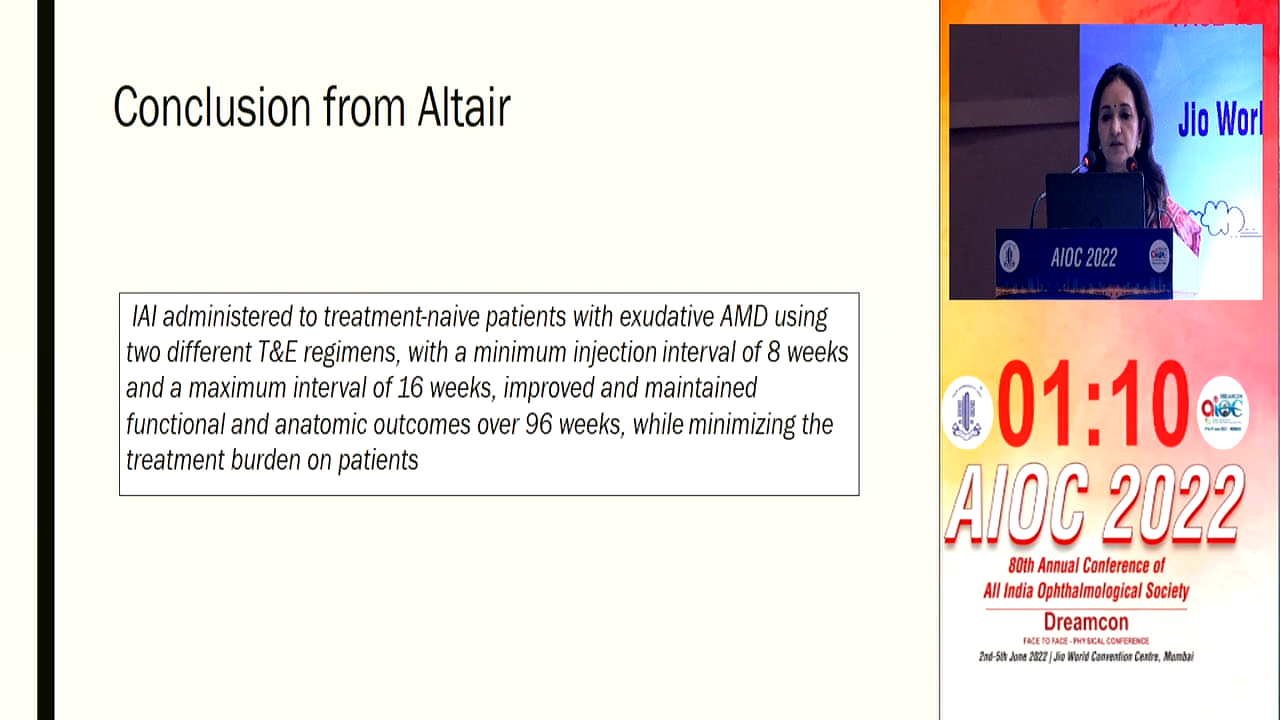 Conclusion from Altair
IAI administered to treatment-naive patients with exudative AMD using
two different T&E regimens, with a minimum injection interval of 8 weeks
and a maximum interval of 16 weeks, improved and maintained
functional and anatomic outcomes over 96 weeks, while minimizing the
treatment burden on patients
Jio Worl
AIOC 2022
01:10
AIOC 2022
80th Annual Conference of
All India Ophthalmological Society
Dreamcon
FACE TO FACE - PHYSICAL CONFERENCE
2nd-5th June 2022 | Jio World Convention Centre, Mumbai